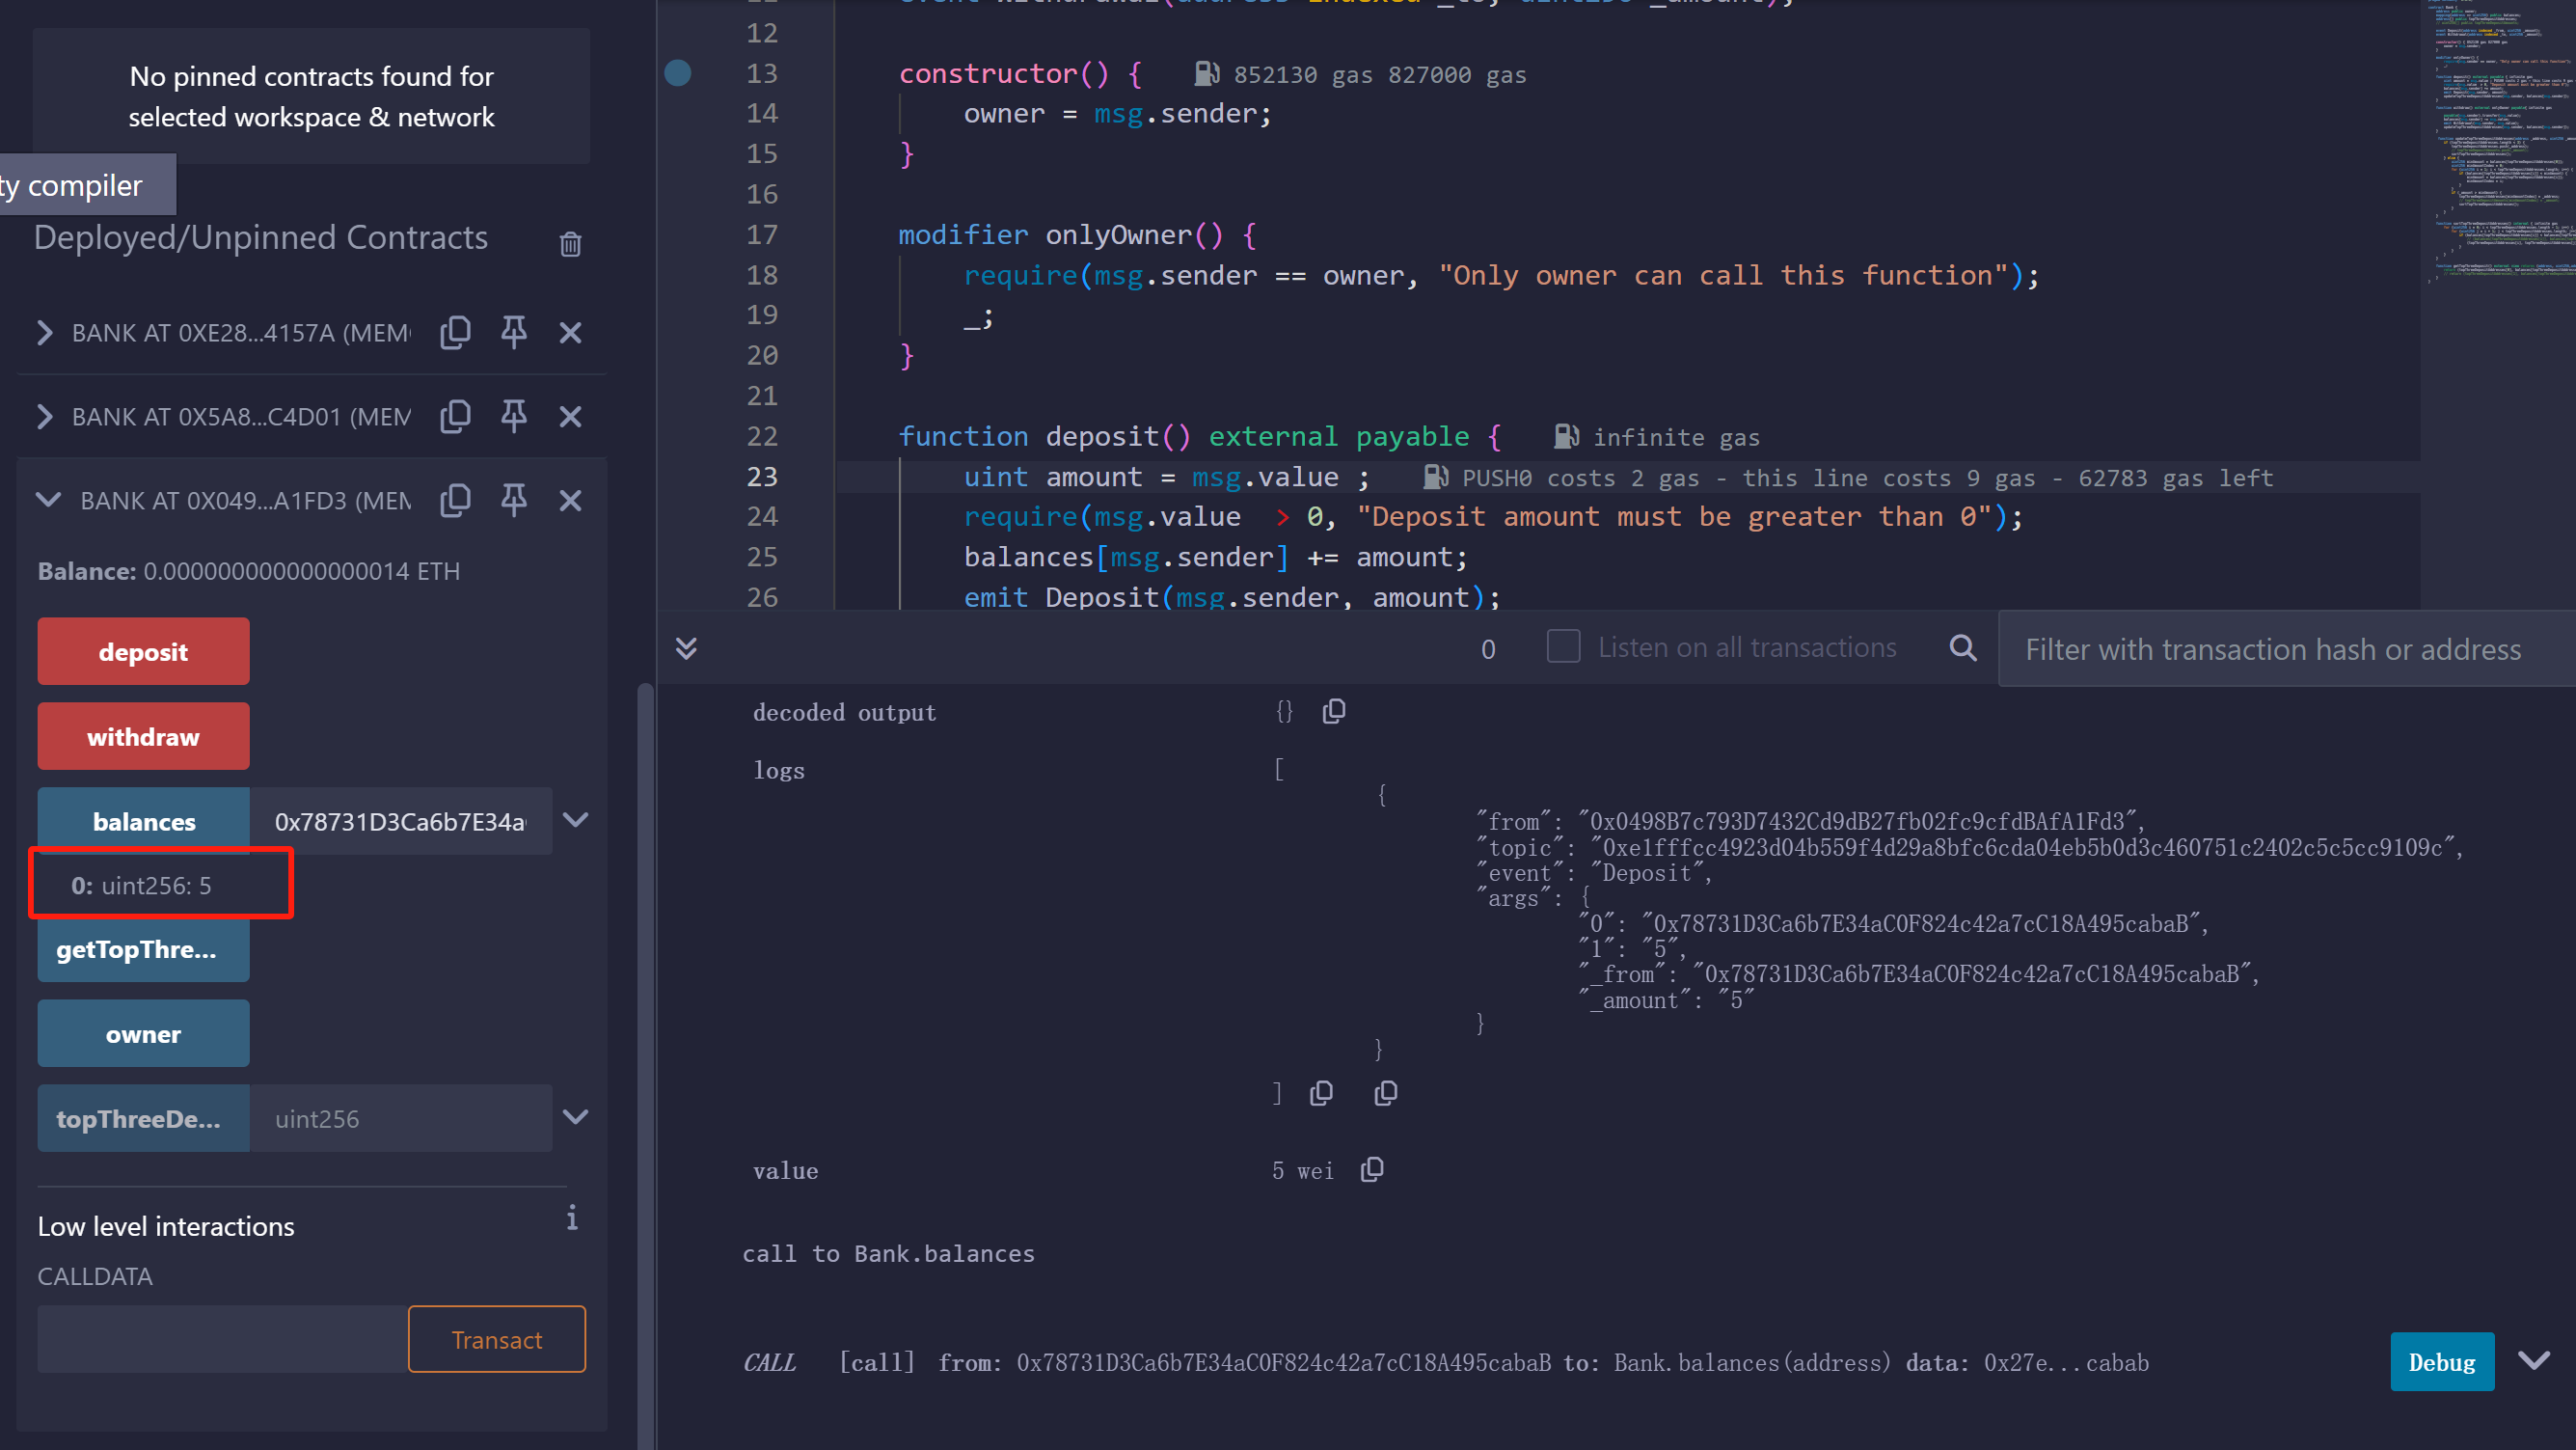 No pinned contracts found for
selected workspace & network
ty compiler
Deployed/Unpinned Contracts
BANK AT 0XE28...4157A (MEM
BANK AT 0X5A8...C4D01 (MEM
BANK AT 0X049...A1FD3 (MEM
Balance: 0.000000000000000014 ETH
deposit
withdraw
balances
0x78731D3Ca6b7E34a
0: uint256: 5
getTopThre...
owner
topThreeDe...
uint256
Low level interactions
i
CALLDATA
Transact
12
13 constructor() { 852130 gas 827000 gas
14 owner = msg.sender;
15 }
16
17 modifier onlyOwner() {
18 require(msg.sender == owner, "Only owner can call this function");
19 _;
20 }
21
22 function deposit() external payable { infinite gas
23 uint amount = msg.value ; PUSH0 costs 2 gas - this line costs 9 gas - 62783 gas left
24 require(msg.value  > 0, "Deposit amount must be greater than 0");
25 balances[msg.sender] += amount;
26 emit Deposit(msg.sender, amount);
0
Listen on all transactions
Filter with transaction hash or address
decoded output {}
logs [
{
"from": "0x0498B7c793D7432Cd9dB27fb02fc9cfdBAfA1Fd3",
"topic": "0xe1fffcc4923d04b559f4d29a8bfc6cda04eb5b0d3c460751c2402c5c5cc9109c",
"event": "Deposit",
"args": {
"0": "0x78731D3Ca6b7E34aC0F824c42a7cC18A495cabaB",
"1": "5",
"_from": "0x78731D3Ca6b7E34aC0F824c42a7cC18A495cabaB",
"_amount": "5"
}
}
]
value 5 wei
call to Bank.balances
CALL [call] from: 0x78731D3Ca6b7E34aC0F824c42a7cC18A495cabaB to: Bank.balances(address) data: 0x27e...cabab
Debug